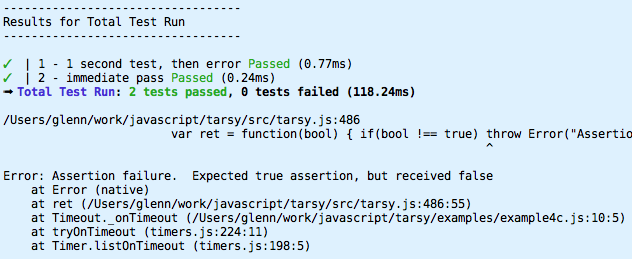 ----------------------------------
Results for Total Test Run
----------------------------------
✓ | 1 - 1 second test, then error Passed (0.77ms)
✓ | 2 - immediate pass Passed (0.24ms)
➡ Total Test Run: 2 tests passed, 0 tests failed (118.24ms)
/Users/glenn/work/javascript/tarsy/src/tarsy.js:486
var ret = function(bool) { if(bool !== true) throw Error("Assertio
^
Error: Assertion failure.  Expected true assertion, but received false
at Error (native)
at ret (/Users/glenn/work/javascript/tarsy/src/tarsy.js:486:55)
at Timeout._onTimeout (/Users/glenn/work/javascript/tarsy/examples/example4c.js:10:5)
at tryOnTimeout (timers.js:224:11)
at Timer.listOnTimeout (timers.js:198:5)